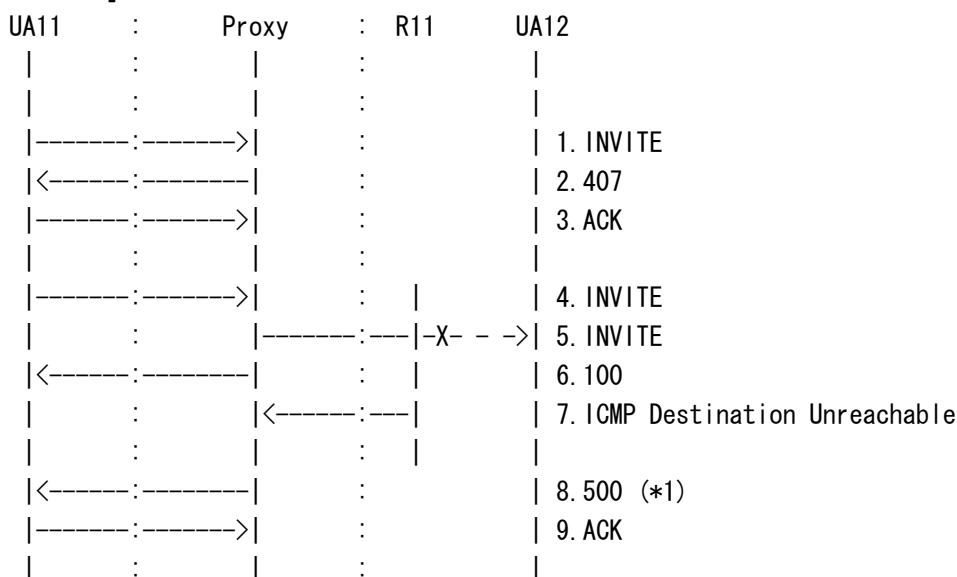 UA11 : Proxy : R11 UA12
| : | : |
| : | : |
|-------:------->| : | 1. INVITE
|<------:--------| : | 2. 407
|-------:------->| : | 3. ACK
| : | : |
|-------:------->| : | | 4. INVITE
| : |-------:---|-X- - ->| 5. INVITE
|<------:--------| : | | 6. 100
| : |<------:---| | 7. ICMP Destination Unreachable
| : | : | |
|<------:--------| : | 8. 500 (*1)
|-------:------->| : | 9. ACK
| : | : |